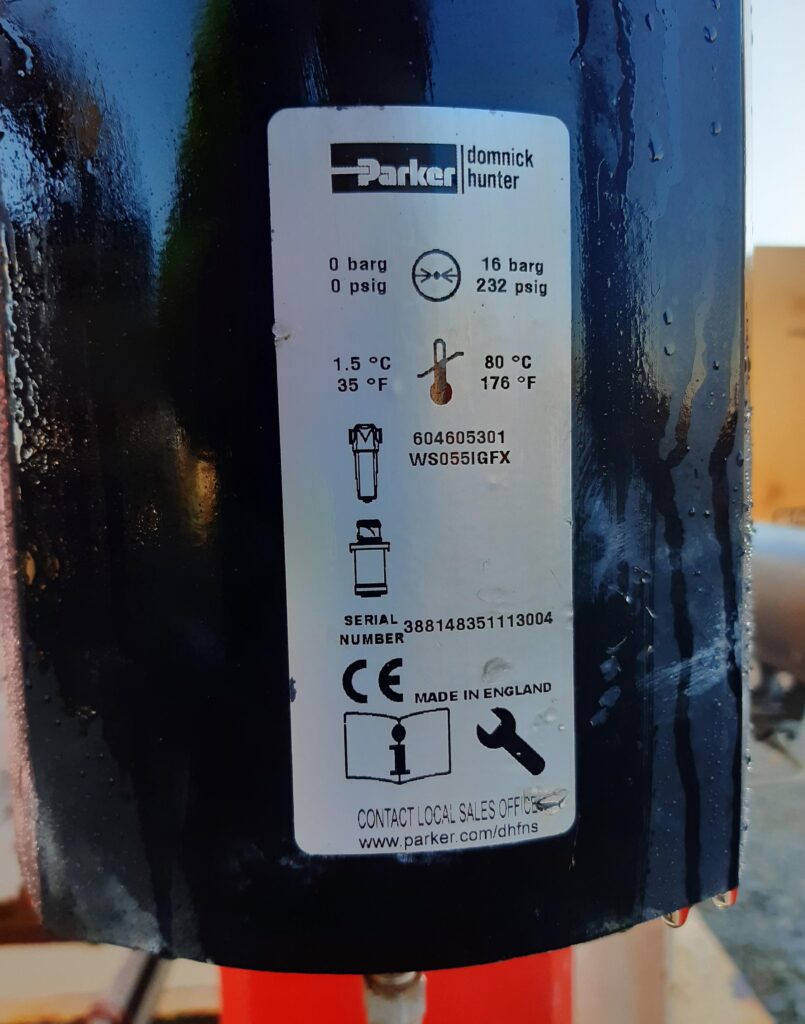 Parker
domnick
hunter
0 barg
0 psig
16 barg
232 psig
1.5 °C
35 °F
80 °C
176 °F
604605301
WS055IGFX
SERIAL
NUMBER
388148351113004
CE
MADE IN ENGLAND
i
CONTACT LOCAL SALES OFFICE
www.parker.com/dhfns